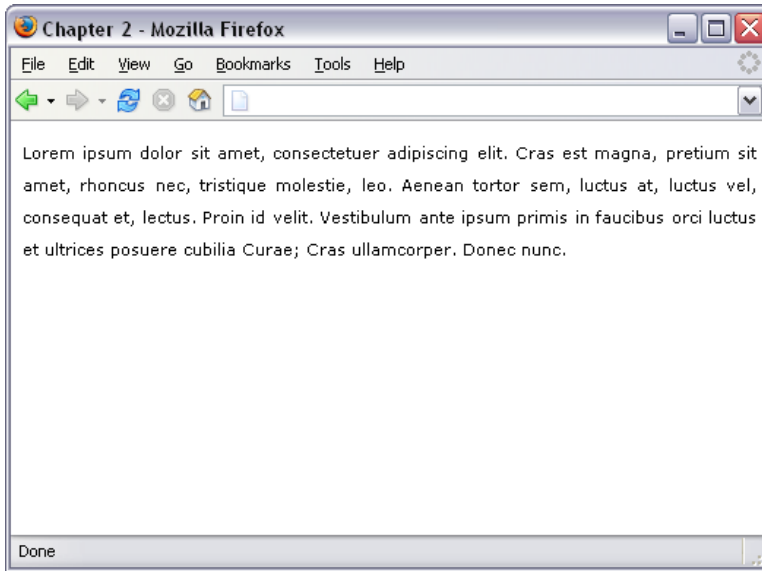 Chapter 2 - Mozilla Firefox
File Edit View Go Bookmarks Tools Help
Lorem ipsum dolor sit amet, consectetuer adipiscing elit. Cras est magna, pretium sit
amet, rhoncus nec, tristique molestie, leo. Aenean tortor sem, luctus at, luctus vel,
consequat et, lectus. Proin id velit. Vestibulum ante ipsum primis in faucibus orci luctus
et ultrices posuere cubilia Curae; Cras ullamcorper. Donec nunc.
Done